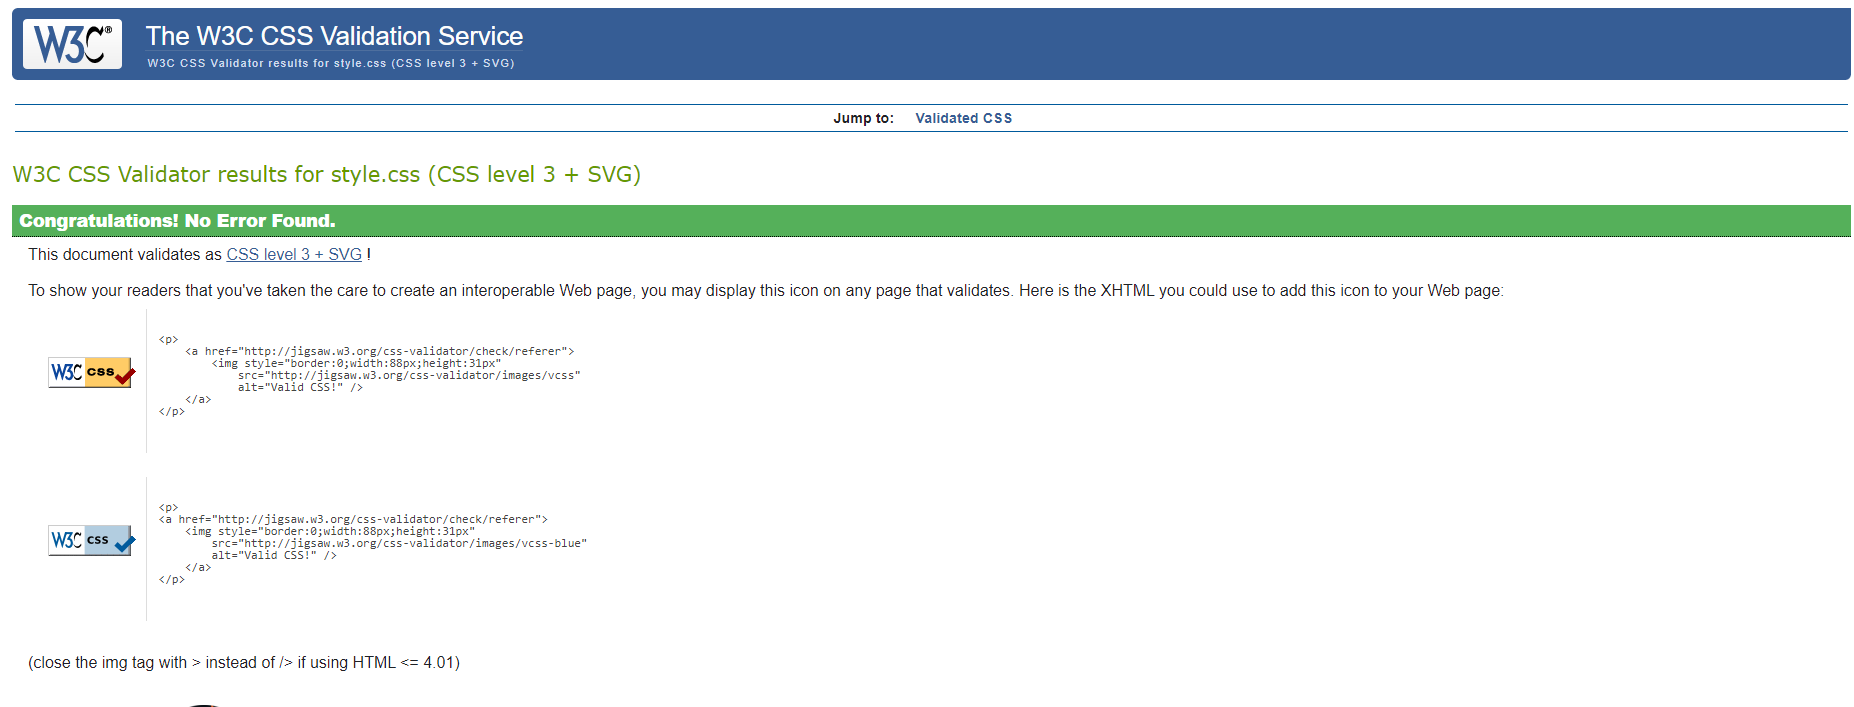 W3C®
The W3C CSS Validation Service
W3C CSS Validator results for style.css (CSS level 3 + SVG)
Jump to: Validated CSS
W3C CSS Validator results for style.css (CSS level 3 + SVG)
Congratulations! No Error Found.
This document validates as CSS level 3 + SVG !
To show your readers that you've taken the care to create an interoperable Web page, you may display this icon on any page that validates. Here is the XHTML you could use to add this icon to your Web page:
W3C css
<p>
<a href="http://jigsaw.w3.org/css-validator/check/referer">
<img style="border:0;width:88px;height:31px"
src="http://jigsaw.w3.org/css-validator/images/vcss"
alt="Valid CSS!" />
</a>
</p>
W3C css
<p>
<a href="http://jigsaw.w3.org/css-validator/check/referer">
<img style="border:0;width:88px;height:31px"
src="http://jigsaw.w3.org/css-validator/images/vcss-blue"
alt="Valid CSS!" />
</a>
</p>
(close the img tag with > instead of /> if using HTML <= 4.01)